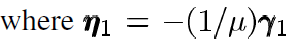 where η₁ = −(1/μ)γ₁